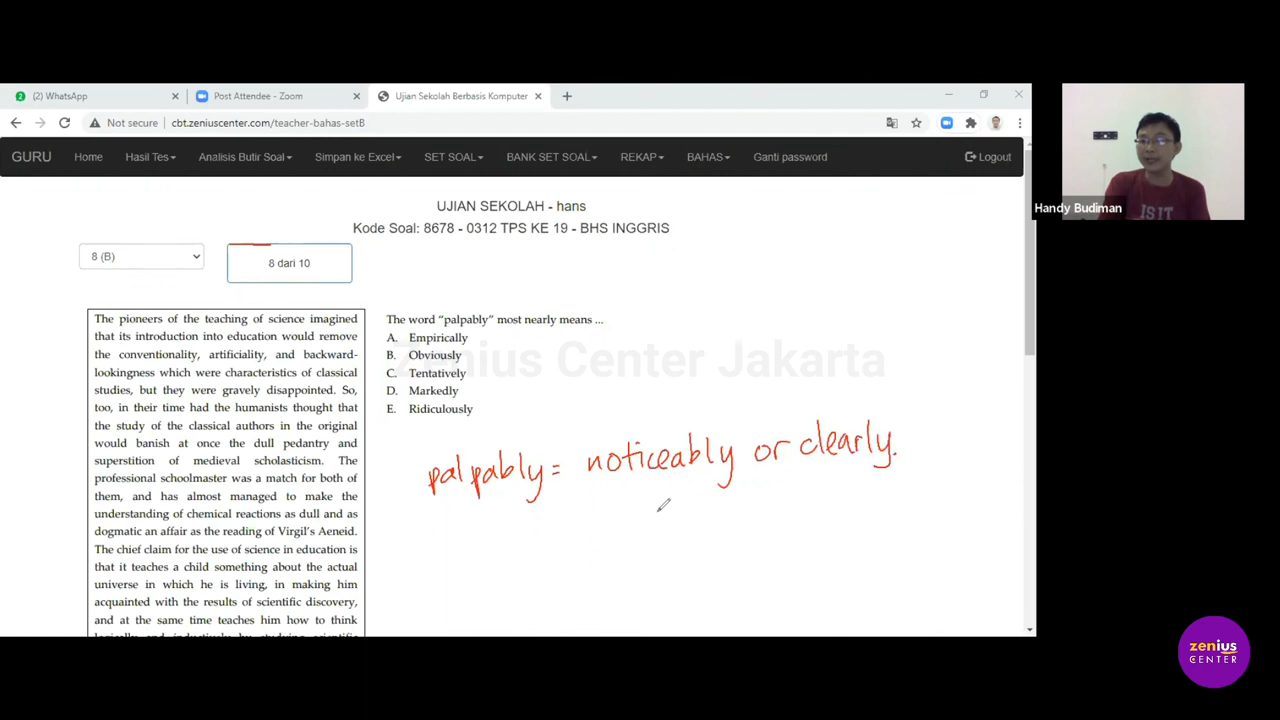 (2) WhatsApp
Post Attendee - Zoom
Ujian Sekolah Berbasis Komputer
Not secure
cbt.zeniuscenter.com/teacher-bahas-setB
GURU Home Hasil Tes Analisis Butir Soal Simpan ke Excel SET SOAL BANK SET SOAL REKAP BAHAS Ganti password Logout
Handy Budiman
UJIAN SEKOLAH - hans
Kode Soal: 8678 - 0312 TPS KE 19 - BHS INGGRIS
8 (B)
8 dari 10
The pioneers of the teaching of science imagined
that its introduction into education would remove
the conventionality, artificiality, and backward-
lookingness which were characteristics of classical
studies, but they were gravely disappointed. So,
too, in their time had the humanists thought that
the study of the classical authors in the original
would banish at once the dull pedantry and
superstition of medieval scholasticism. The
professional schoolmaster was a match for both of
them, and has almost managed to make the
understanding of chemical reactions as dull and as
dogmatic an affair as the reading of Virgil's Aeneid.
The chief claim for the use of science in education is
that it teaches a child something about the actual
universe in which he is living, in making him
acquainted with the results of scientific discovery,
and at the same time teaches him how to think
logically and inductively by studying scientific
The word “palpably” most nearly means ...
A. Empirically
B. Obviously
C. Tentatively
D. Markedly
E. Ridiculously
Zenius Center Jakarta
palpably = noticeably or clearly.
zenius
CENTER